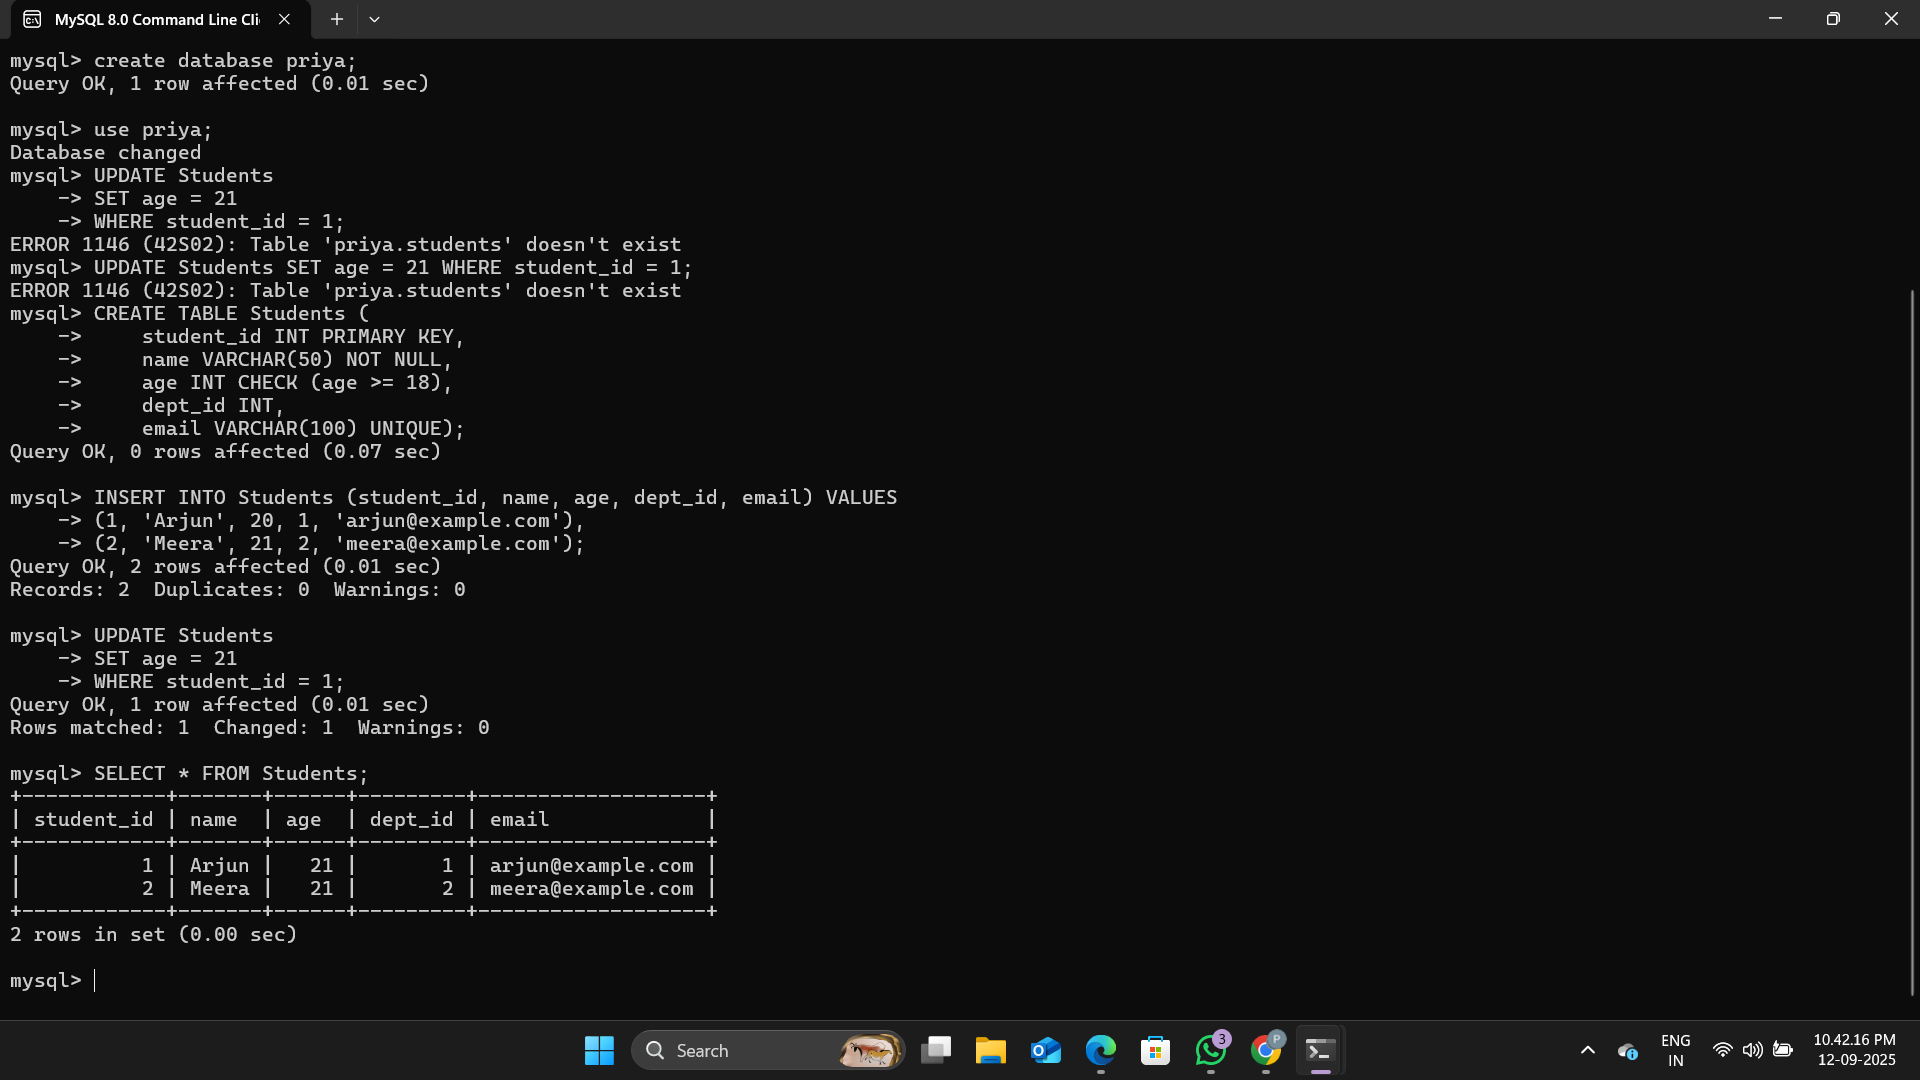 MySQL 8.0 Command Line Cli
mysql> create database priya;
Query OK, 1 row affected (0.01 sec)
mysql> use priya;
Database changed
mysql> UPDATE Students
    -> SET age = 21
    -> WHERE student_id = 1;
ERROR 1146 (42S02): Table 'priya.students' doesn't exist
mysql> UPDATE Students SET age = 21 WHERE student_id = 1;
ERROR 1146 (42S02): Table 'priya.students' doesn't exist
mysql> CREATE TABLE Students (
    ->     student_id INT PRIMARY KEY,
    ->     name VARCHAR(50) NOT NULL,
    ->     age INT CHECK (age >= 18),
    ->     dept_id INT,
    ->     email VARCHAR(100) UNIQUE);
Query OK, 0 rows affected (0.07 sec)
mysql> INSERT INTO Students (student_id, name, age, dept_id, email) VALUES
    -> (1, 'Arjun', 20, 1, 'arjun@example.com'),
    -> (2, 'Meera', 21, 2, 'meera@example.com');
Query OK, 2 rows affected (0.01 sec)
Records: 2  Duplicates: 0  Warnings: 0
mysql> UPDATE Students
    -> SET age = 21
    -> WHERE student_id = 1;
Query OK, 1 row affected (0.01 sec)
Rows matched: 1  Changed: 1  Warnings: 0
mysql> SELECT * FROM Students;
+------------+-------+------+---------+-------------------+
| student_id | name  | age  | dept_id | email             |
+------------+-------+------+---------+-------------------+
|          1 | Arjun |   21 |       1 | arjun@example.com |
|          2 | Meera |   21 |       2 | meera@example.com |
+------------+-------+------+---------+-------------------+
2 rows in set (0.00 sec)
mysql>
Search
3
P
ENG
IN
10.42.16 PM
12-09-2025